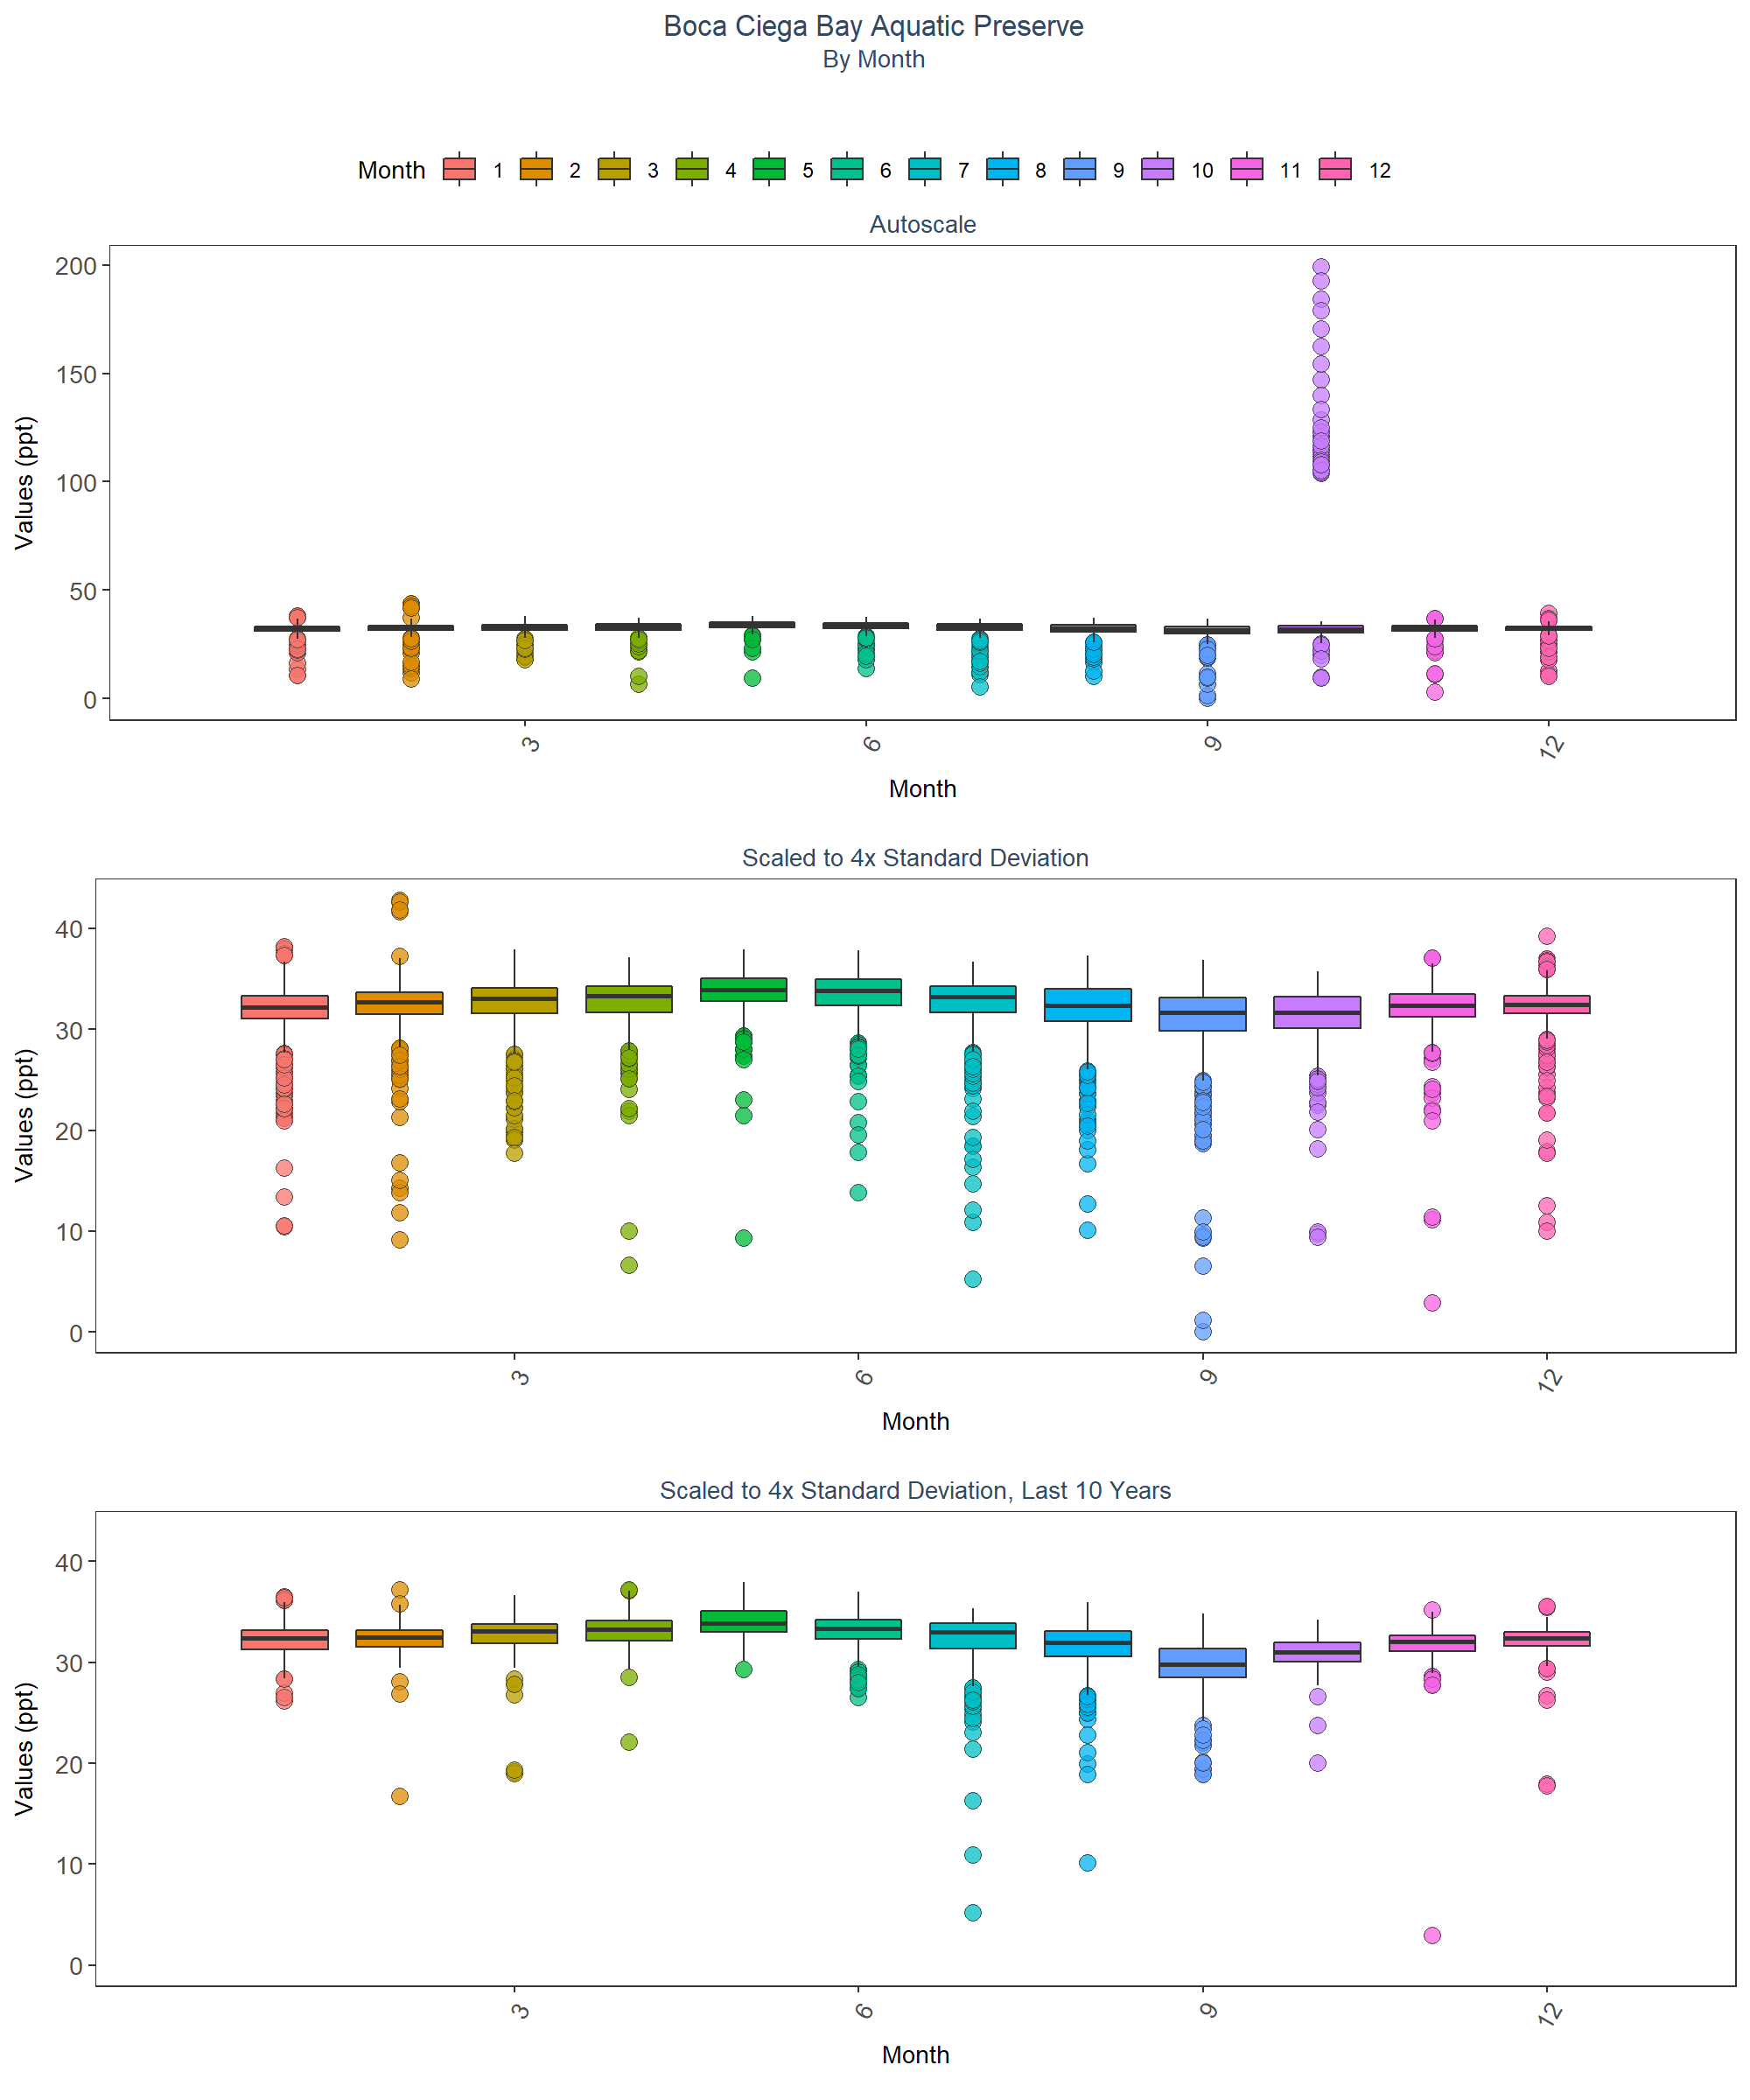 Boca Ciega Bay Aquatic Preserve
By Month
Month 1 2 3 4 5 6 7 8 9 10 11 12
Autoscale
200
150
100
50
0
Values (ppt)
3 6 9 12
Month
Scaled to 4x Standard Deviation
40
30
20
10
0
Values (ppt)
3 6 9 12
Month
Scaled to 4x Standard Deviation, Last 10 Years
40
30
20
10
0
Values (ppt)
3 6 9 12
Month